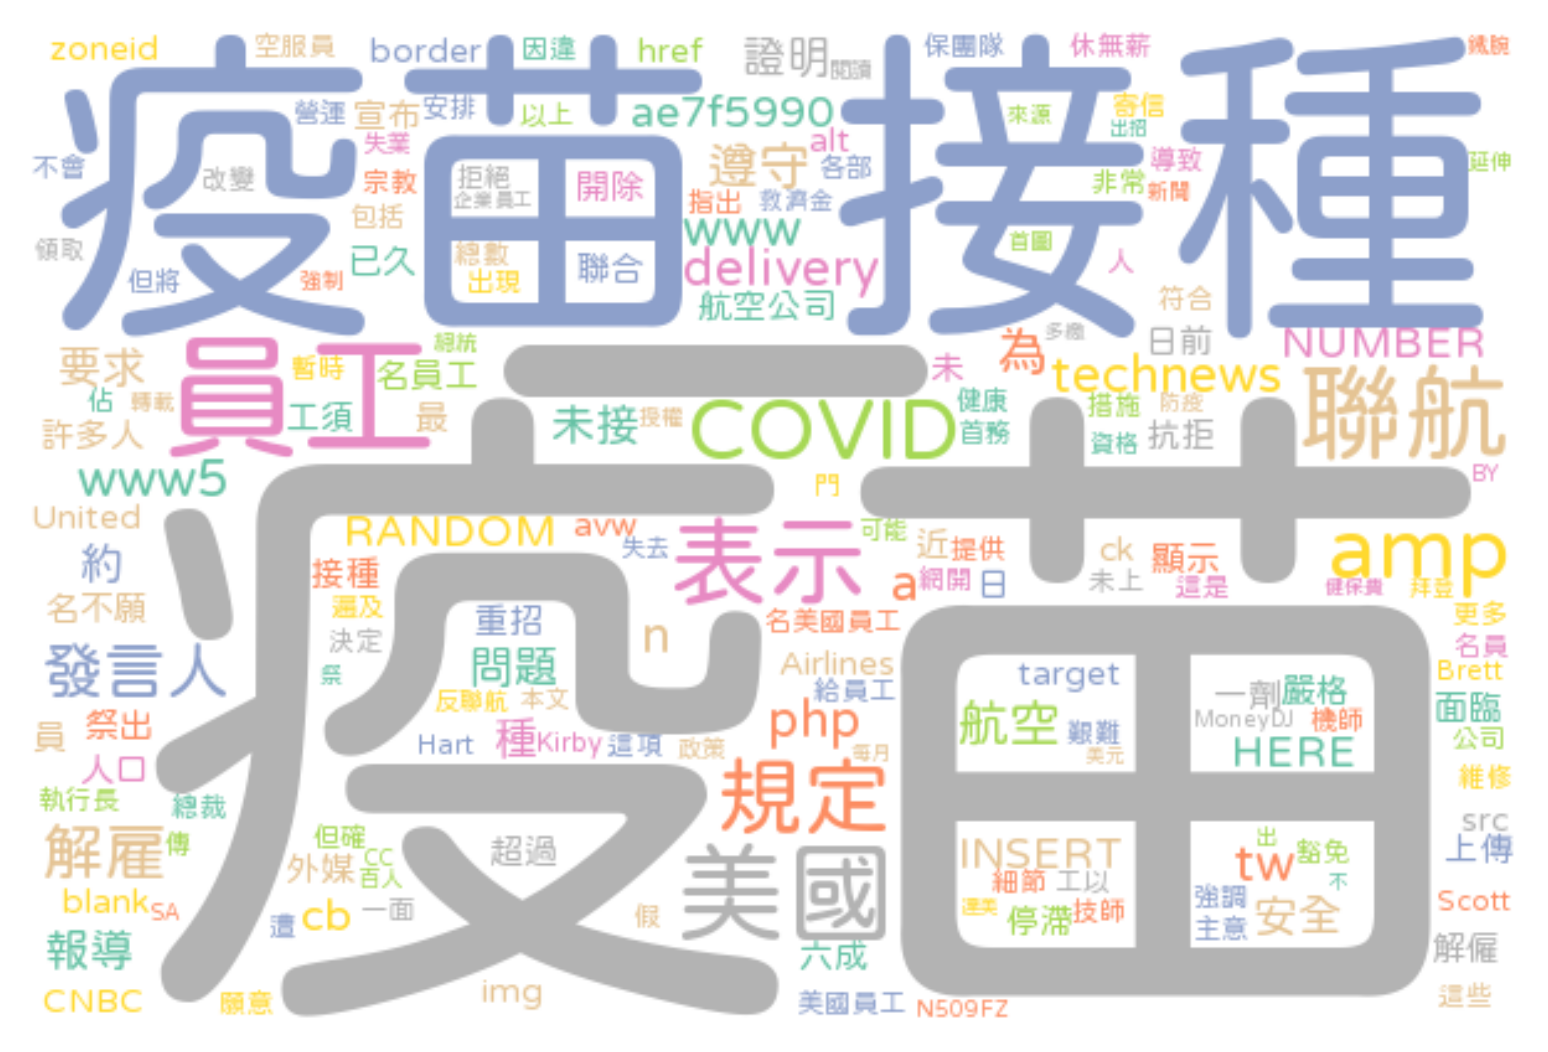 zoneid 空服員 border 因違 href 證明 閱讀 保團隊 休無薪 鐵腕
疫苗接種
營運 宣布 安排 以上 ae7f5990 來源 寄信 出招
失業 alt
不會 改變 宗教 拒絕 開除 遵守 各部 非常 導致 延伸
企業員工 指出 救濟金 新聞
包括 www
領取 已久 總數 聯合 delivery 首圖 人
但將 強制 出現 航空公司 符合
要求 員工 暫時 總統 名員工 一 未 為 多繳 日前 NUMBER
technews 聯航
佔 轉載 工須 最 未接 授權 COVID 健康 措施 防疫
許多人 首務 資格 抗拒
www5 門 BY
疫苗
United RANDOM avw 表示 可能 近 提供 ck 顯示 amp
約 接種 失去 a 網開 日 未上 這是 健保費 拜登
名不願 遍及 重招 n 名美國員工 更多
決定 名員
發言人 祭 問題 Airlines target 一劑 嚴格 Brett
反聯航 本文 給員工 MoneyDJ 機師 面臨
員 祭出 Hart 種 Kirby 這項 政策 php 航空 艱難 HERE 公司
人口 每月 美元 維修
執行長 總裁 規定 src
解雇 傳 但確 超過 美國 INSERT 出 豁免 上傳
外媒 CC tw 不
百人 細節 工以
blank SA 遭 cb 一面 假 達美 停滯 技師 強調 安全 Scott
主意
報導 六成 解僱
CNBC 願意 img 美國員工 N509FZ 這些